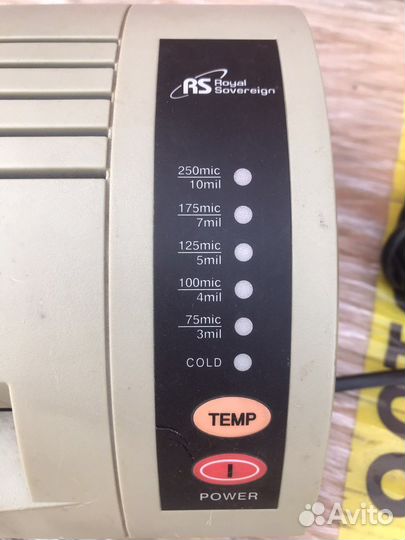 RS Royal
Sovereign
250mic
10mil
175mic
7mil
125mic
5mil
100mic
4mil
75mic
3mil
COLD
TEMP
I
POWER
Avito